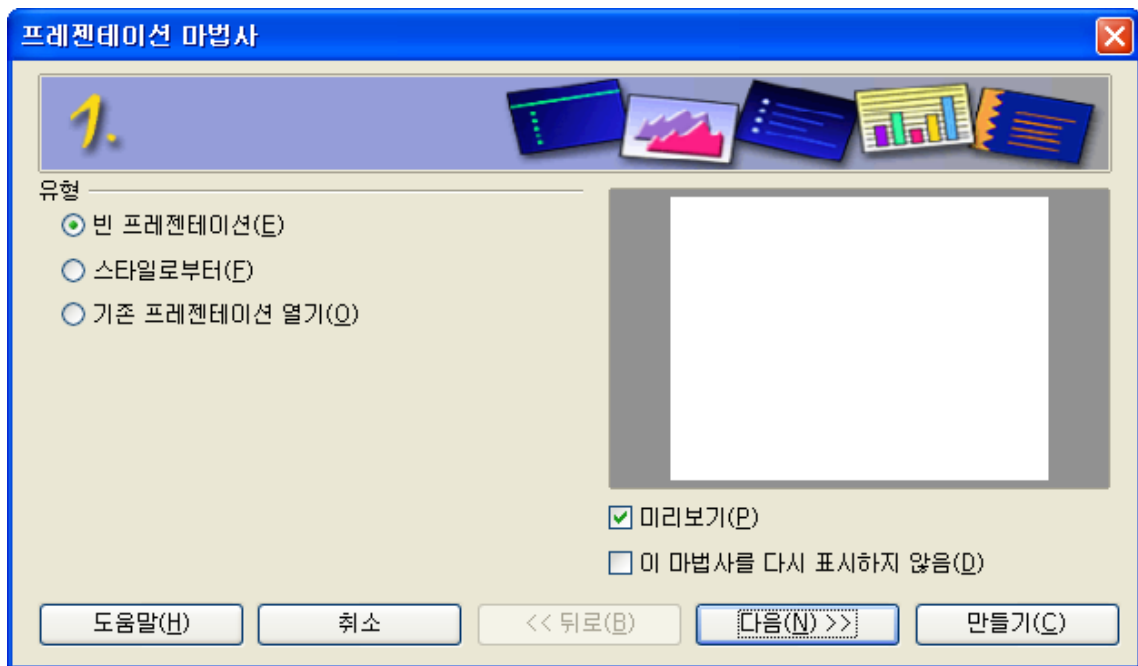 프레젠테이션 마법사
1.
유형
빈 프레젠테이션(E)
스타일로부터(F)
기존 프레젠테이션 열기(O)
미리보기(P)
이 마법사를 다시 표시하지 않음(D)
도움말(H) 취소 << 뒤로(B) 다음(N) >> 만들기(C)